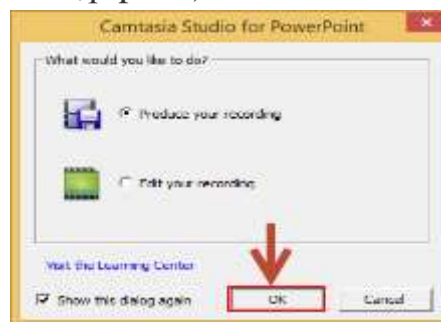 Camtasia Studio for PowerPoint
What would you like to do?
Produce your recording
Edit your recording
Visit the Learning Center
Show this dialog again
OK
Cancel